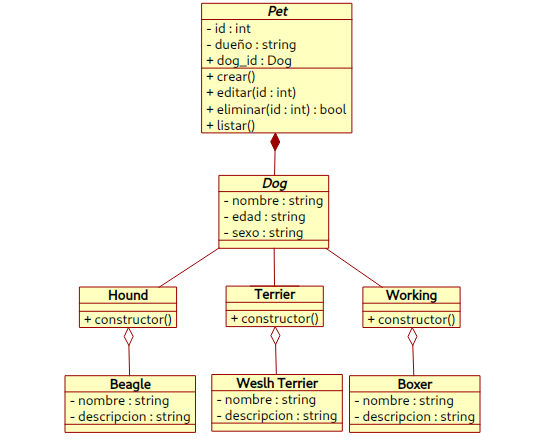 Pet
- id : int
- dueño : string
+ dog_id : Dog
+ crear()
+ editar(id : int)
+ eliminar(id : int) : bool
+ listar()
Dog
- nombre : string
- edad : string
- sexo : string
Hound
+ constructor()
Terrier
+ constructor()
Working
+ constructor()
Beagle
- nombre : string
- descripcion : string
Weslh Terrier
- nombre : string
- descripcion : string
Boxer
- nombre : string
- descripcion : string